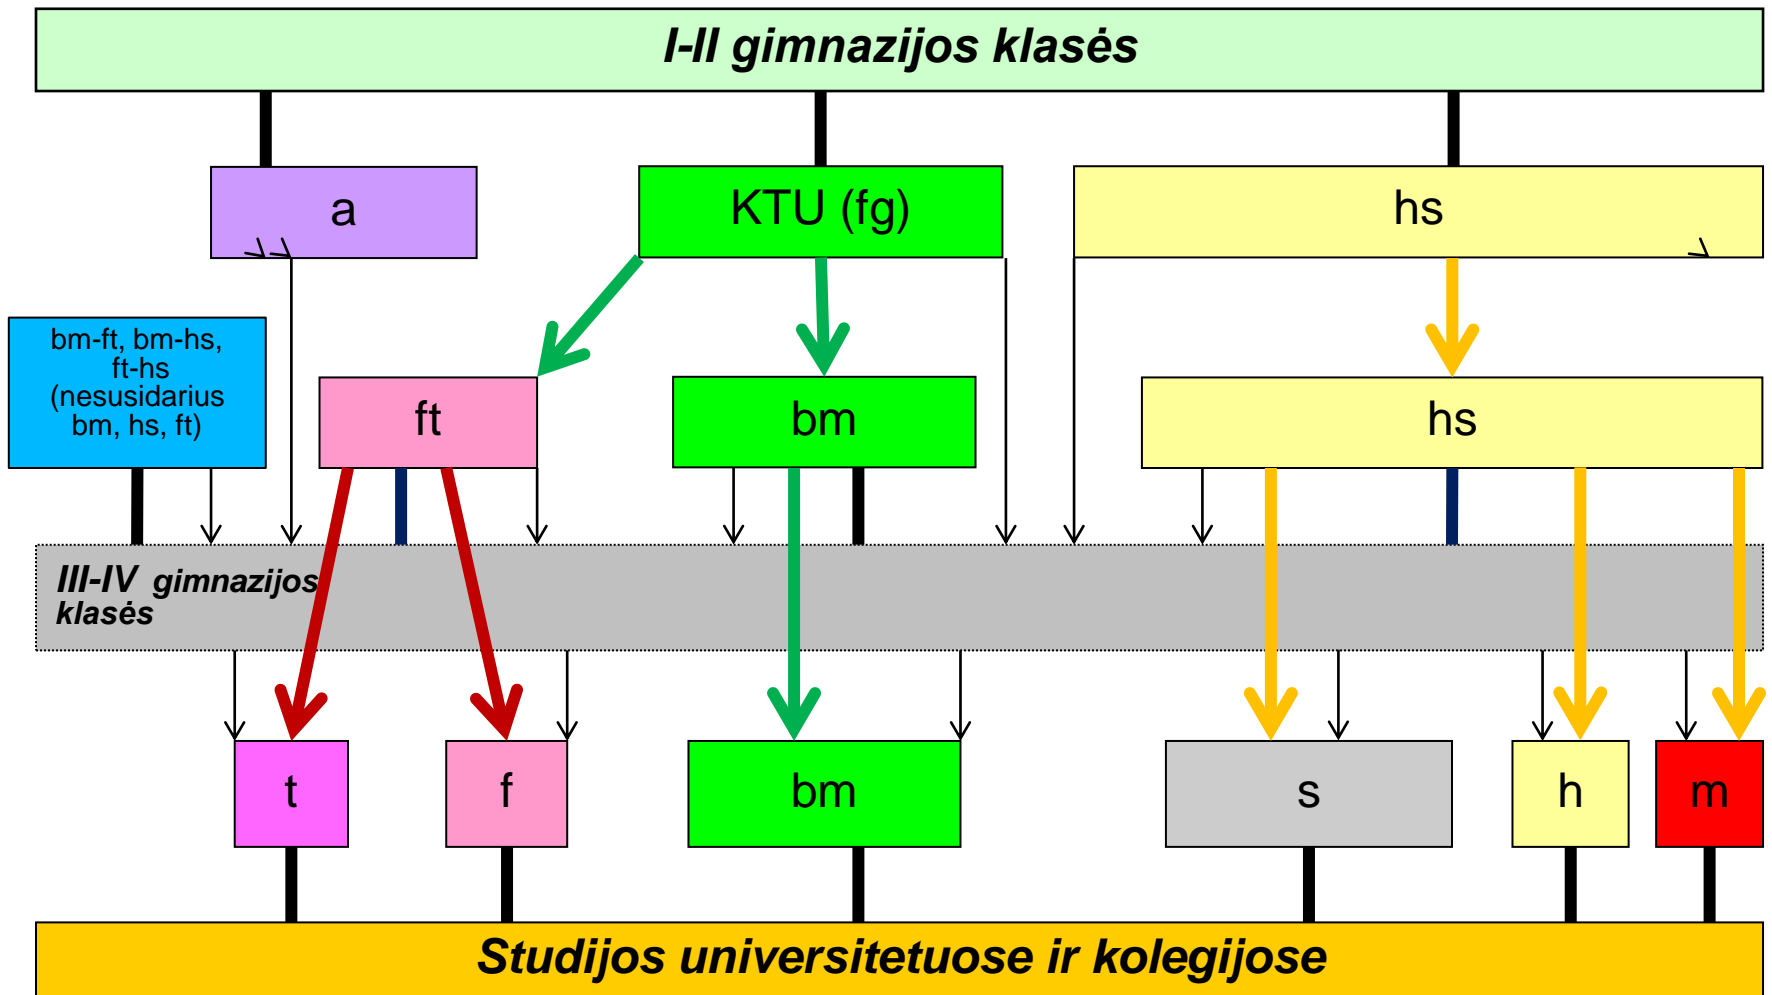 I-II gimnazijos klasės
a
KTU (fg)
hs
bm-ft, bm-hs,
ft-hs
(nesusidarius
bm, hs, ft)
ft
bm
hs
III-IV gimnazijos
klasės
t
f
bm
s
h
m
Studijos universitetuose ir kolegijose